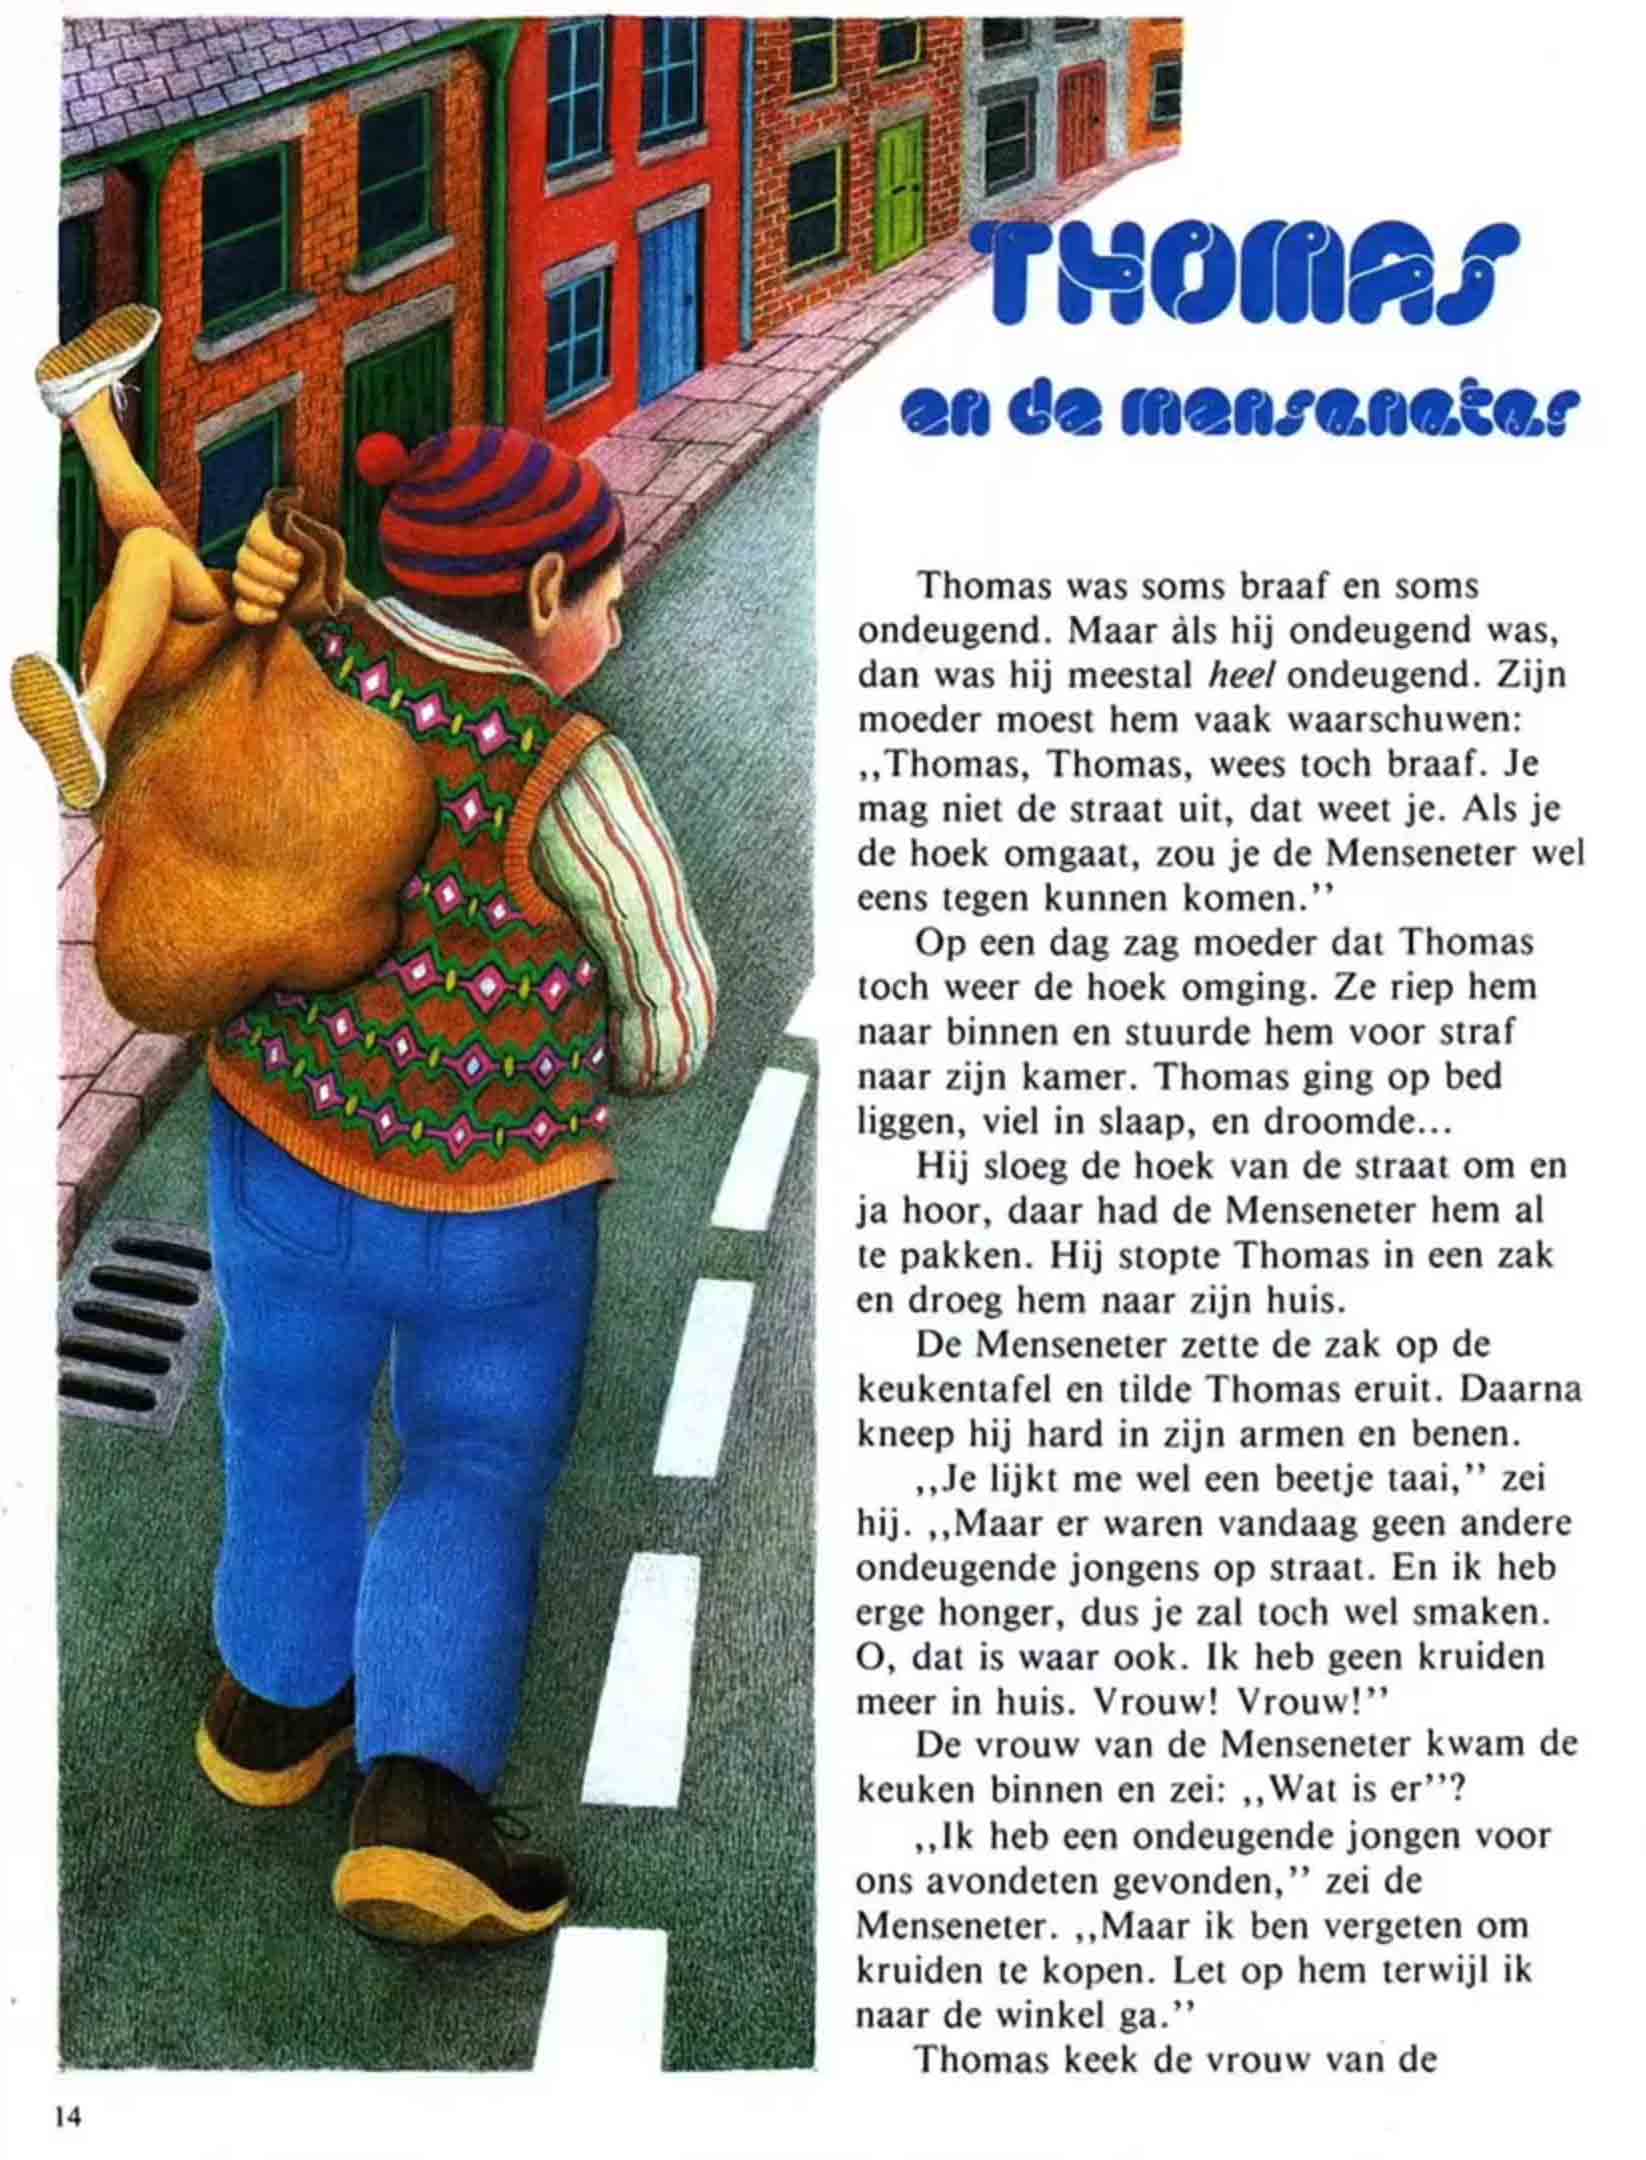 THOMAS
en de menseneter
Thomas was soms braaf en soms
ondeugend. Maar àls hij ondeugend was,
dan was hij meestal heel ondeugend. Zijn
moeder moest hem vaak waarschuwen:
,,Thomas, Thomas, wees toch braaf. Je
mag niet de straat uit, dat weet je. Als je
de hoek omgaat, zou je de Menseneter wel
eens tegen kunnen komen.’’
Op een dag zag moeder dat Thomas
toch weer de hoek omging. Ze riep hem
naar binnen en stuurde hem voor straf
naar zijn kamer. Thomas ging op bed
liggen, viel in slaap, en droomde...
Hij sloeg de hoek van de straat om en
ja hoor, daar had de Menseneter hem al
te pakken. Hij stopte Thomas in een zak
en droeg hem naar zijn huis.
De Menseneter zette de zak op de
keukentafel en tilde Thomas eruit. Daarna
kneep hij hard in zijn armen en benen.
,,Je lijkt me wel een beetje taai,’’ zei
hij. ,,Maar er waren vandaag geen andere
ondeugende jongens op straat. En ik heb
erge honger, dus je zal toch wel smaken.
O, dat is waar ook. Ik heb geen kruiden
meer in huis. Vrouw! Vrouw!’’
De vrouw van de Menseneter kwam de
keuken binnen en zei: ,,Wat is er’’?
,,Ik heb een ondeugende jongen voor
ons avondeten gevonden,’’ zei de
Menseneter. ,,Maar ik ben vergeten om
kruiden te kopen. Let op hem terwijl ik
naar de winkel ga.’’
Thomas keek de vrouw van de
14